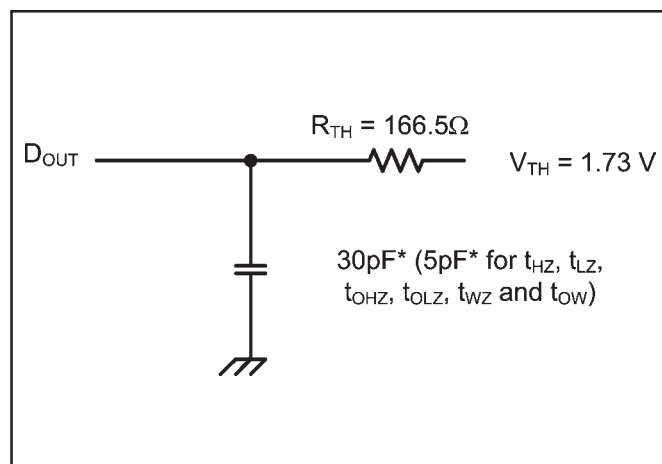 R_TH = 166.5Ω
D_OUT
V_TH = 1.73 V
30pF* (5pF* for t_HZ, t_LZ,
t_OHZ, t_OLZ, t_WZ and t_OW)